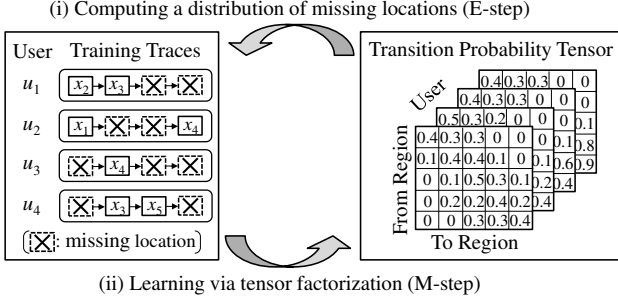 (i) Computing a distribution of missing locations (E-step)
User Training Traces
u1 x2 x3
u2 x1 x4
u3 x4
u4 x3 x5
( : missing location)
Transition Probability Tensor
User
From Region
0.4 0.3 0.3 0 0
0.4 0.3 0.3 0 0
0.5 0.3 0.2 0 0
0.4 0.3 0.3 0 0
0.1 0.4 0.4 0.1 0
0 0.1 0.5 0.3 0.1
0 0.2 0.2 0.4 0.2
0 0 0.3 0.3 0.4
0.1 0.2 0.4
0.1 0.6 0.4
0.1 0.8 0.9
To Region
(ii) Learning via tensor factorization (M-step)